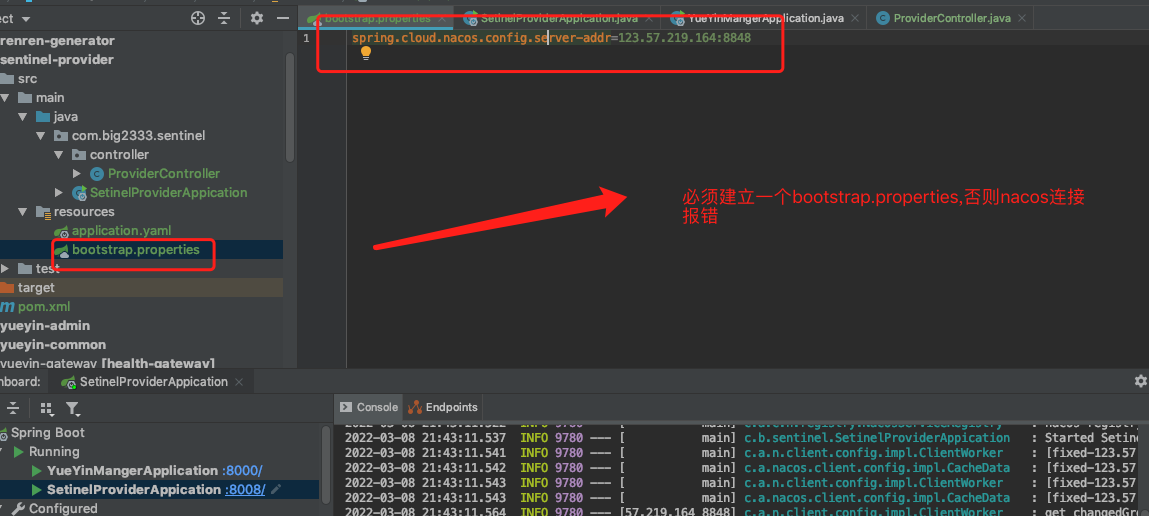 ect
bootstrap.properties
SetinelProviderAppication.java
YueYinMangerApplication.java
ProviderController.java
renren-generator
sentinel-provider
src
main
java
com.big2333.sentinel
controller
ProviderController
SetinelProviderAppication
resources
application.yaml
bootstrap.properties
test
target
pom.xml
yueyin-admin
yueyin-common
yueyin-gateway [health-gateway]
1 spring.cloud.nacos.config.server-addr=123.57.219.164:8848
必须建立一个bootstrap.properties,否则nacos连接
报错
nboard: SetinelProviderAppication
Console Endpoints
Spring Boot
Running
YueYinMangerApplication :8000/
SetinelProviderAppication :8008/
Configured
2022-03-08 21:43:11.537 INFO 9780 --- [ main] c.b.sentinel.SetinelProviderAppication : Started Setine
2022-03-08 21:43:11.541 INFO 9780 --- [ main] c.a.n.client.config.impl.ClientWorker : [fixed-123.57
2022-03-08 21:43:11.542 INFO 9780 --- [ main] c.a.nacos.client.config.impl.CacheData : [fixed-123.57
2022-03-08 21:43:11.543 INFO 9780 --- [ main] c.a.n.client.config.impl.ClientWorker : [fixed-123.57
2022-03-08 21:43:11.543 INFO 9780 --- [ main] c.a.nacos.client.config.impl.CacheData : [fixed-123.57
2022-03-08 21:43:11.564 INFO 9780 --- [57.219.164_8848] c.a.n.client.config.impl.ClientWorker : get changedGr